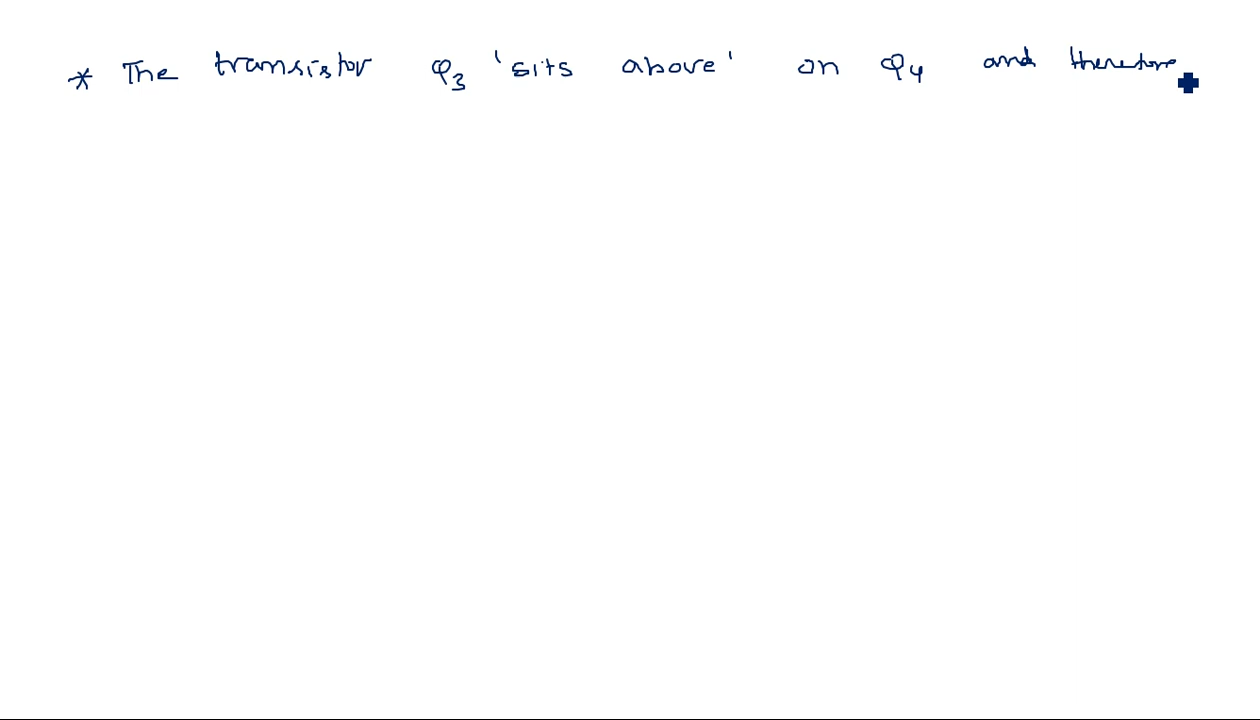 * The transistor Q3 'sits above' on Q4 and therefore